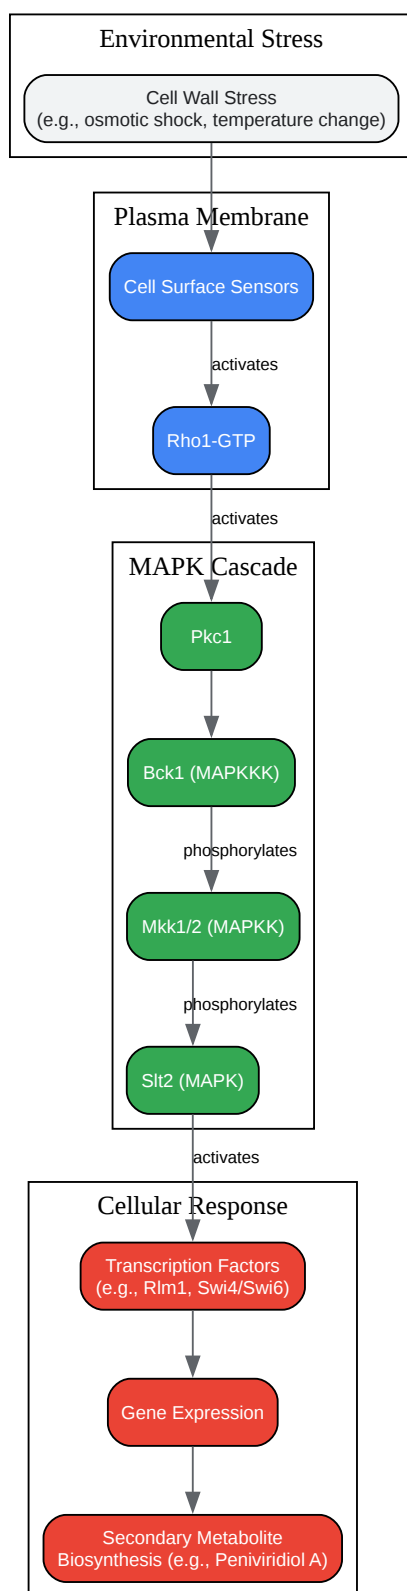 Environmental Stress
Cell Wall Stress
(e.g., osmotic shock, temperature change)
Plasma Membrane
Cell Surface Sensors
activates
Rho1-GTP
activates
MAPK Cascade
Pkc1
Bck1 (MAPKKK)
phosphorylates
Mkk1/2 (MAPKK)
phosphorylates
Slt2 (MAPK)
activates
Cellular Response
Transcription Factors
(e.g., Rlm1, Swi4/Swi6)
Gene Expression
Secondary Metabolite
Biosynthesis (e.g., Peniviridiol A)